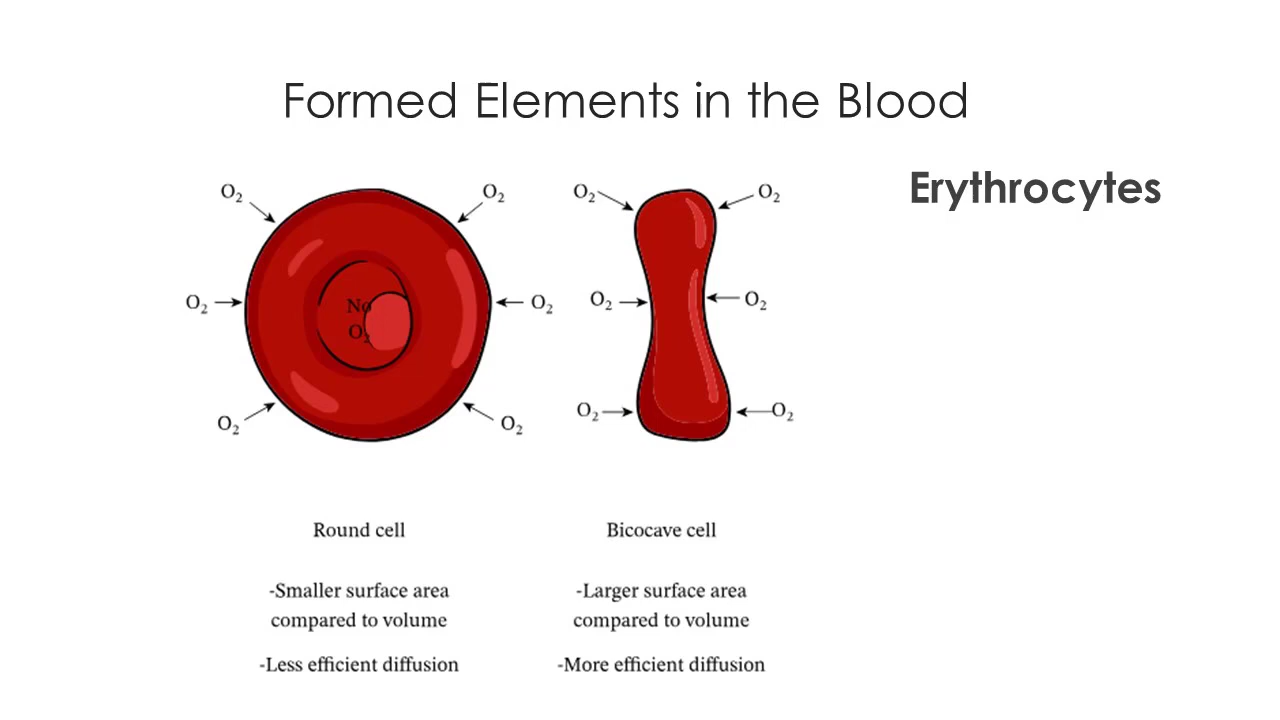 Formed Elements in the Blood
Erythrocytes
O₂ O₂ O₂ O₂
O₂ O₂ O₂ O₂
No
O₂
O₂ O₂ O₂ O₂
Round cell
-Smaller surface area
compared to volume
-Less efficient diffusion
Bicocave cell
-Larger surface area
compared to volume
-More efficient diffusion